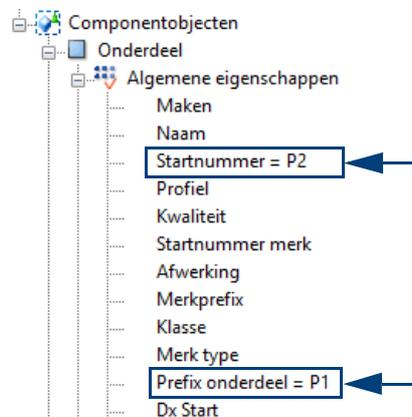 Componentobjecten
Onderdeel
Algemene eigenschappen
Maken
Naam
Startnummer = P2
Profiel
Kwaliteit
Startnummer merk
Afwerking
Merkprefix
Klasse
Merk type
Prefix onderdeel = P1
Dx Start